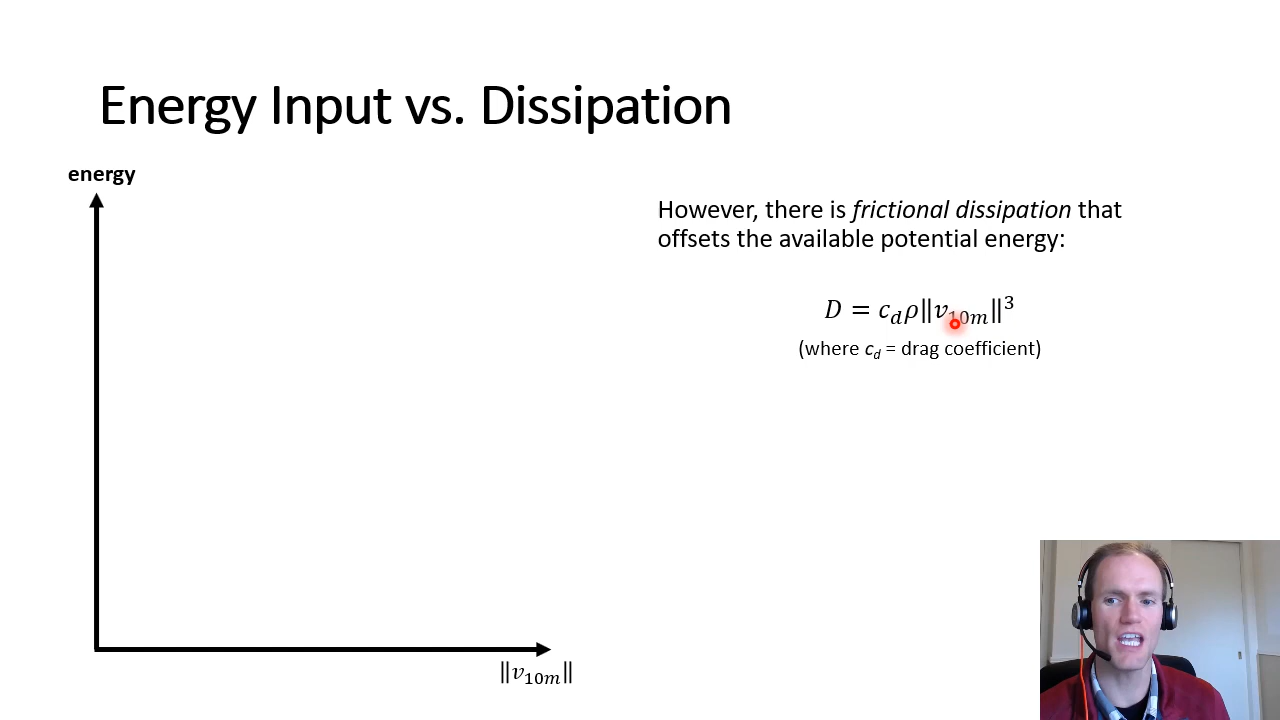 Energy Input vs. Dissipation
energy
However, there is frictional dissipation that
offsets the available potential energy:
D = c_d ρ‖v_10m‖^3
(where c_d = drag coefficient)
‖v_10m‖